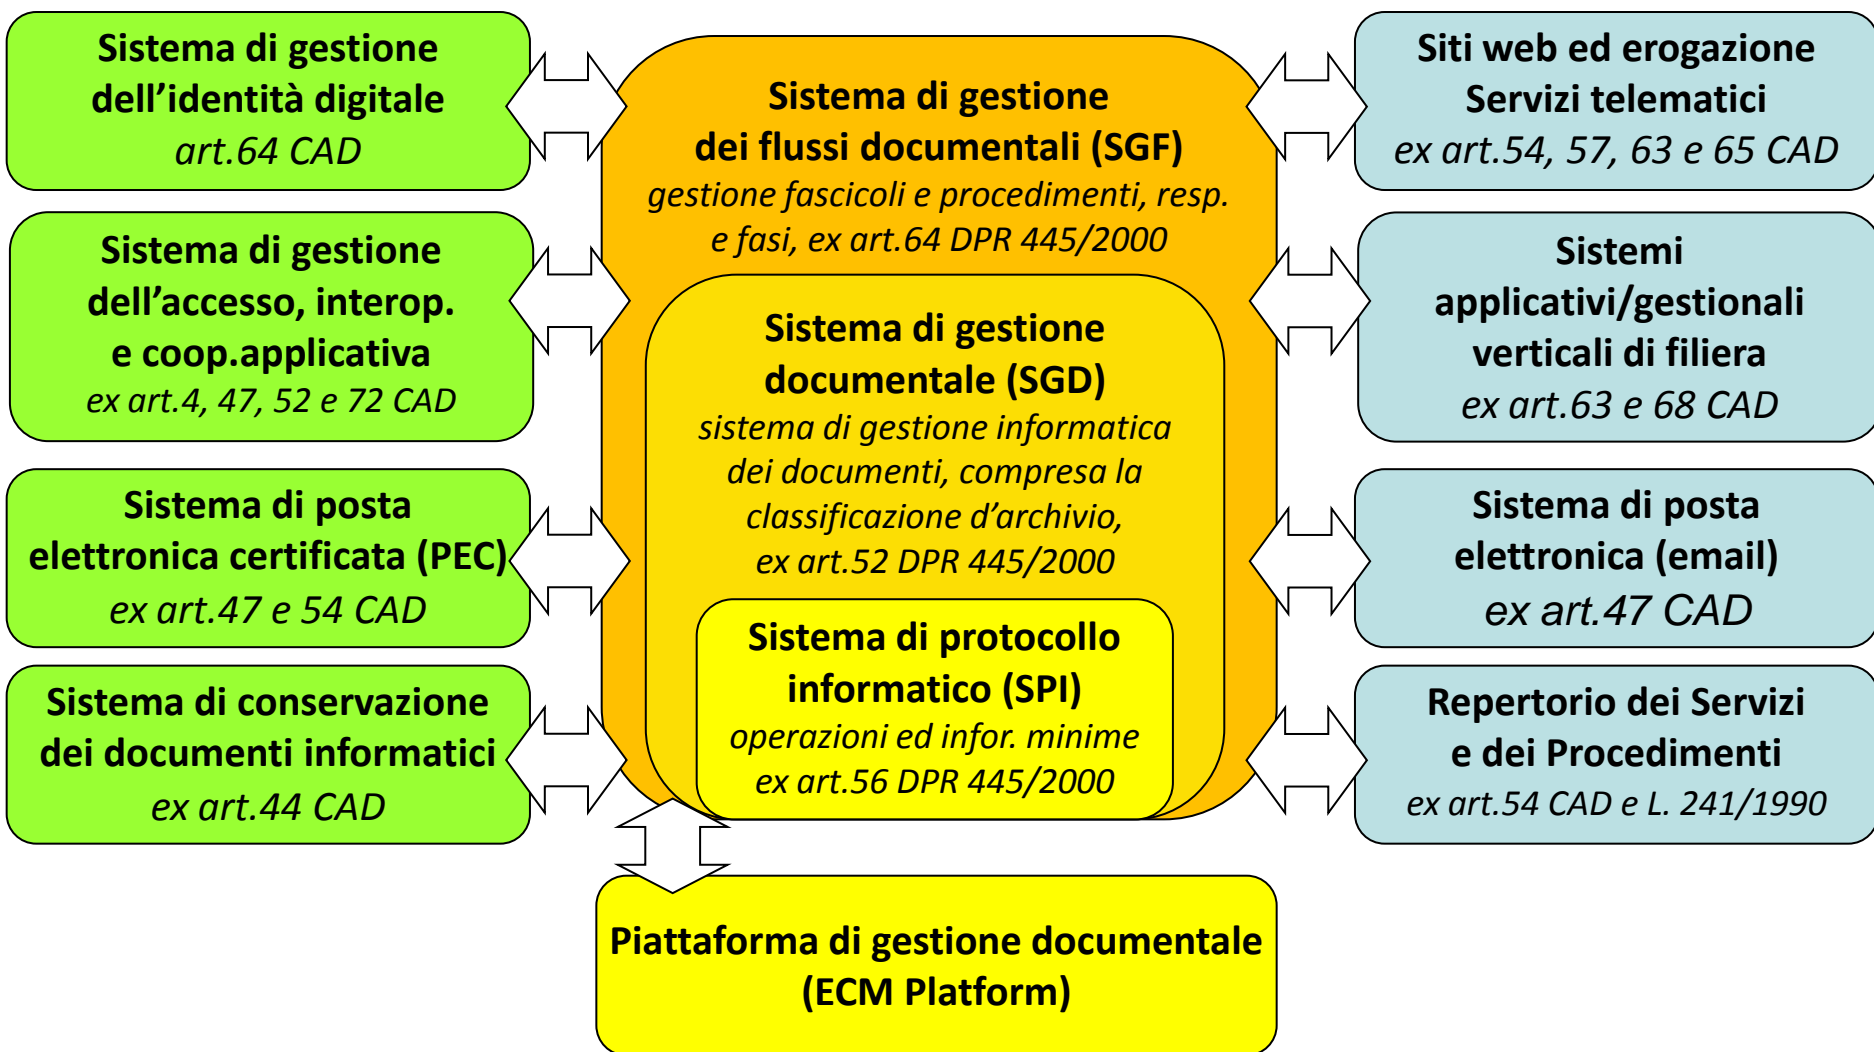 Sistema di gestione
dell’identità digitale
art.64 CAD
Sistema di gestione
dell’accesso, interop.
e coop.applicativa
ex art.4, 47, 52 e 72 CAD
Sistema di posta
elettronica certificata (PEC)
ex art.47 e 54 CAD
Sistema di conservazione
dei documenti informatici
ex art.44 CAD
Sistema di gestione
dei flussi documentali (SGF)
gestione fascicoli e procedimenti, resp.
e fasi, ex art.64 DPR 445/2000
Sistema di gestione
documentale (SGD)
sistema di gestione informatica
dei documenti, compresa la
classificazione d’archivio,
ex art.52 DPR 445/2000
Sistema di protocollo
informatico (SPI)
operazioni ed infor. minime
ex art.56 DPR 445/2000
Siti web ed erogazione
Servizi telematici
ex art.54, 57, 63 e 65 CAD
Sistemi
applicativi/gestionali
verticali di filiera
ex art.63 e 68 CAD
Sistema di posta
elettronica (email)
ex art.47 CAD
Repertorio dei Servizi
e dei Procedimenti
ex art.54 CAD e L. 241/1990
Piattaforma di gestione documentale
(ECM Platform)